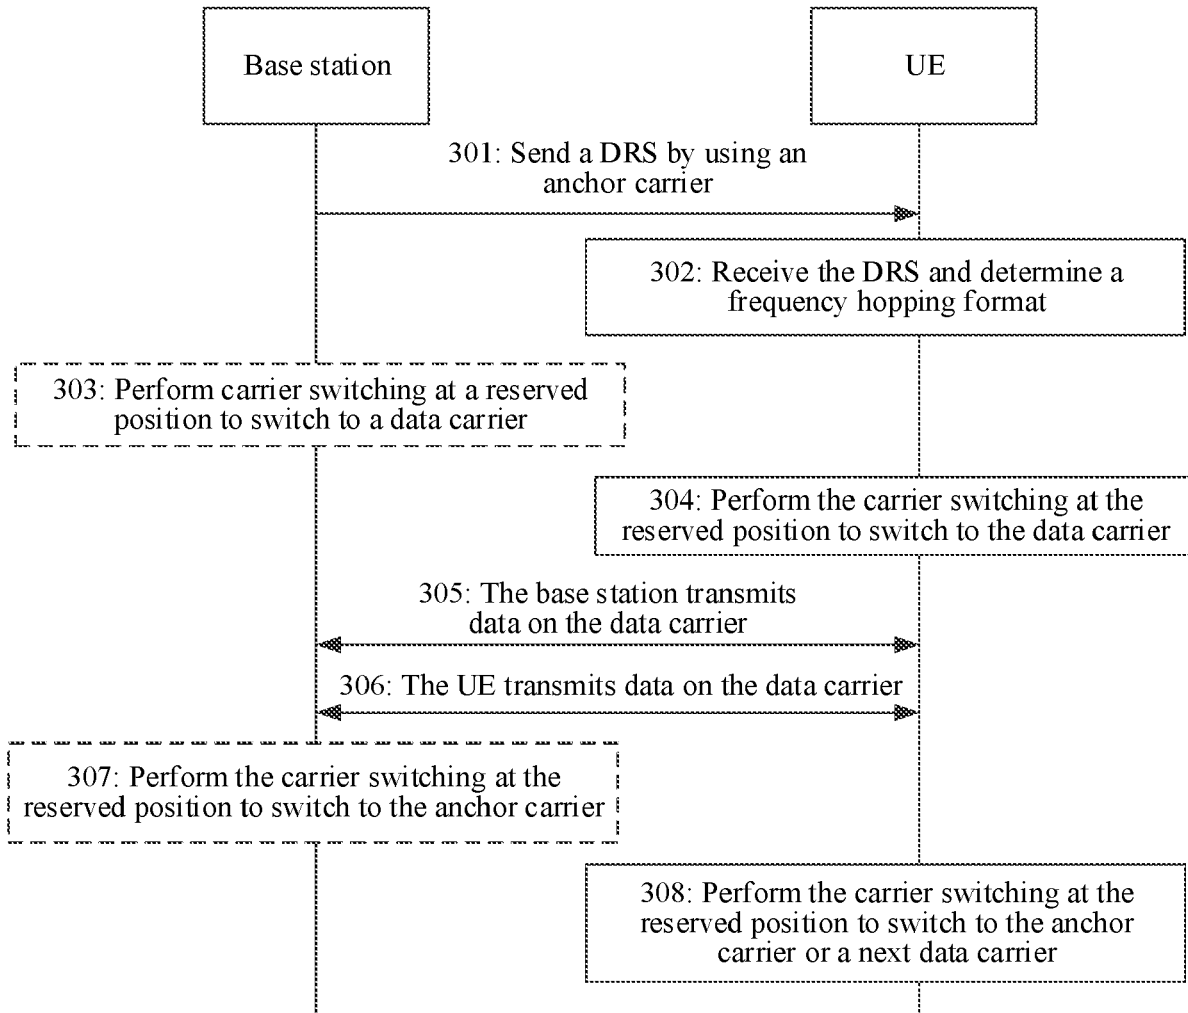 Base station
UE
301: Send a DRS by using an
anchor carrier
302: Receive the DRS and determine a
frequency hopping format
303: Perform carrier switching at a reserved
position to switch to a data carrier
304: Perform the carrier switching at the
reserved position to switch to the data carrier
305: The base station transmits
data on the data carrier
306: The UE transmits data on the data carrier
307: Perform the carrier switching at the
reserved position to switch to the anchor carrier
308: Perform the carrier switching at the
reserved position to switch to the anchor
carrier or a next data carrier